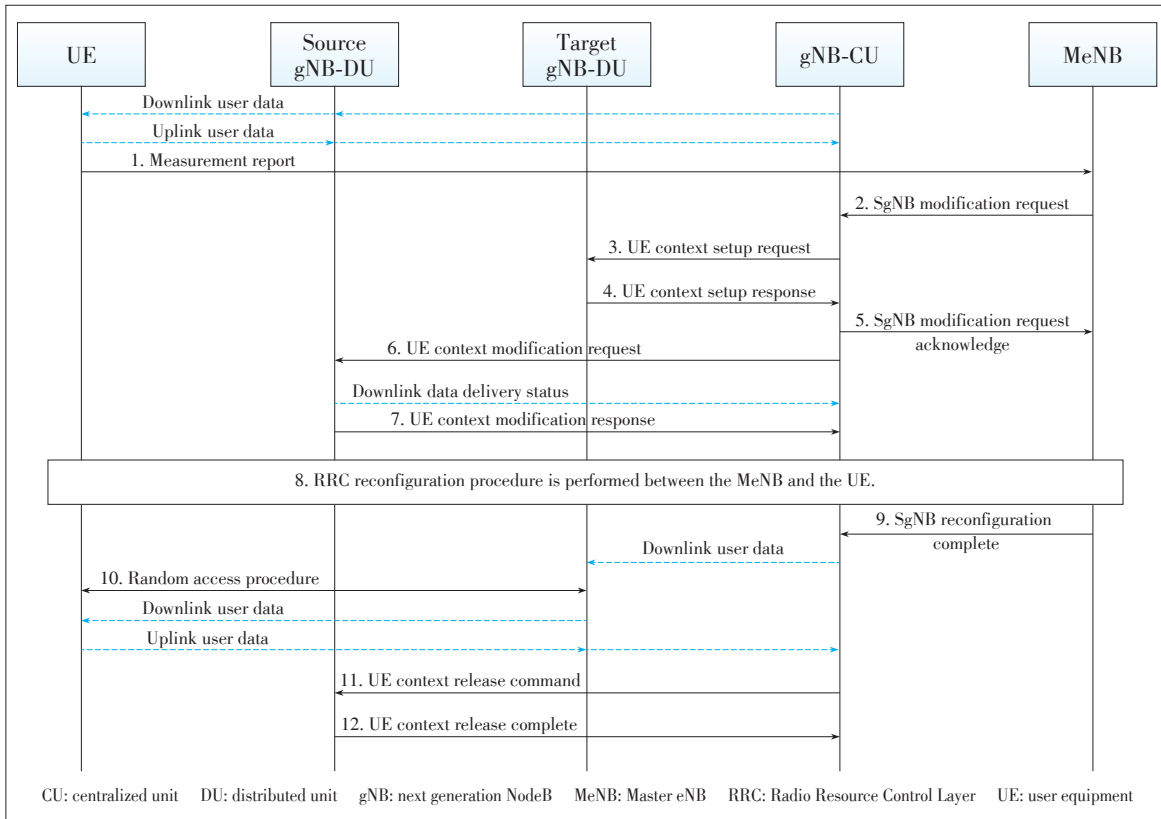 UE
Source
gNB-DU
Target
gNB-DU
gNB-CU
MeNB
Downlink user data
Uplink user data
1. Measurement report
2. SgNB modification request
3. UE context setup request
4. UE context setup response
5. SgNB modification request
acknowledge
6. UE context modification request
Downlink data delivery status
7. UE context modification response
8. RRC reconfiguration procedure is performed between the MeNB and the UE.
9. SgNB reconfiguration
complete
Downlink user data
10. Random access procedure
Downlink user data
Uplink user data
11. UE context release command
12. UE context release complete
CU: centralized unit DU: distributed unit gNB: next generation NodeB MeNB: Master eNB RRC: Radio Resource Control Layer UE: user equipment